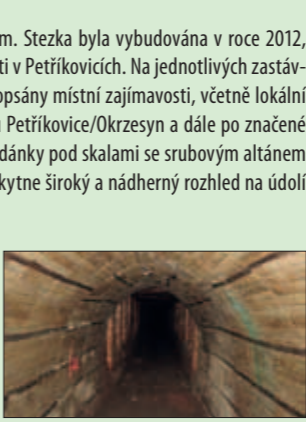 m. Stezka byla vybudována v roce 2012,
ti v Petříkovicích. Na jednotlivých zastáv-
opsány místní zajímavosti, včetně lokální
Petříkovice/Okrzesyn a dále po značené
dánky pod skalami se srubovým altánem
kytne široký a nádherný rozhled na údolí